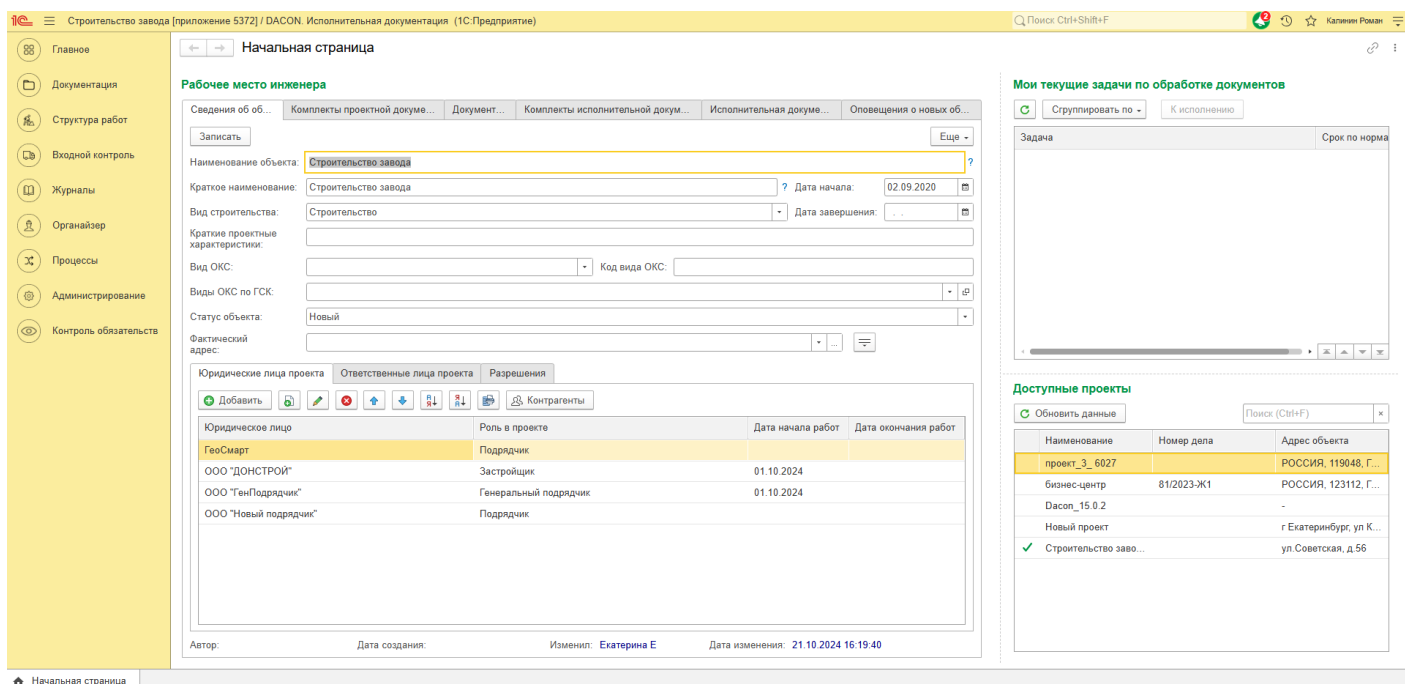 1С Строительство завода [приложение 5372] / DACON. Исполнительная документация (1С:Предприятие) Поиск Ctrl+Shift+F 2 Калинин Роман
Главное
Документация
Структура работ
Входной контроль
Журналы
Органайзер
Процессы
Администрирование
Контроль обязательств
Начальная страница
Рабочее место инженера
Сведения об об... Комплекты проектной докуме... Документ... Комплекты исполнительной докум... Исполнительная докуме... Оповещения о новых об...
Записать Еще
Наименование объекта: Строительство завода ?
Краткое наименование: Строительство завода ? Дата начала: 02.09.2020
Вид строительства: Строительство Дата завершения: . .
Краткие проектные
характеристики:
Вид ОКС: Код вида ОКС:
Виды ОКС по ГСК:
Статус объекта: Новый
Фактический
адрес: ...
Юридические лица проекта Ответственные лица проекта Разрешения
Добавить Контрагенты
Юридическое лицо Роль в проекте Дата начала работ Дата окончания работ
ГеоСмарт Подрядчик
ООО "ДОНСТРОЙ" Застройщик 01.10.2024
ООО "ГенПодрядчик" Генеральный подрядчик 01.10.2024
ООО "Новый подрядчик" Подрядчик
Автор: Дата создания: Изменил: Екатерина Е Дата изменения: 21.10.2024 16:19:40
Мои текущие задачи по обработке документов
Сгруппировать по К исполнению
Задача Срок по норма
Доступные проекты
Обновить данные Поиск (Ctrl+F) ×
Наименование Номер дела Адрес объекта
проект_3_ 6027 РОССИЯ, 119048, Г...
бизнес-центр 81/2023-Ж1 РОССИЯ, 123112, Г...
Dacon_15.0.2 -
Новый проект г Екатеринбург, ул К...
Строительство заво... ул.Советская, д.56
Начальная страница